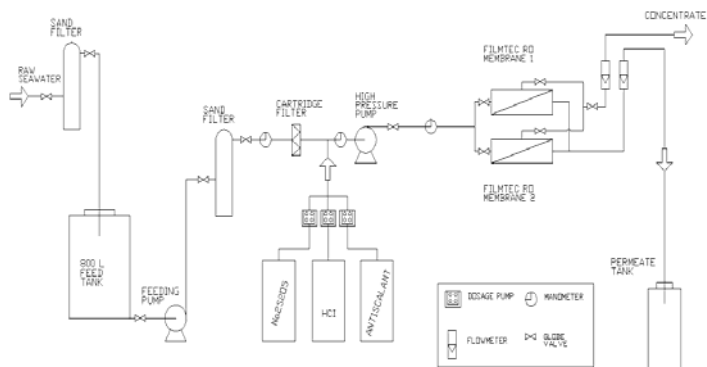 SAND
FILTER
RAW
SEAWATER
800 L
FEED
TANK
FEEDING
PUMP
SAND
FILTER
CARTRIDGE
FILTER
HIGH
PRESSURE
PUMP
Na2S2O5
HCl
ANTISCALANT
FILMTEC RO
MEMBRANE 1
FILMTEC RO
MEMBRANE 2
CONCENTRATE
PERMEATE
TANK
DOSAGE PUMP
MANOMETER
FLOWMETER
GLOBE
VALVE